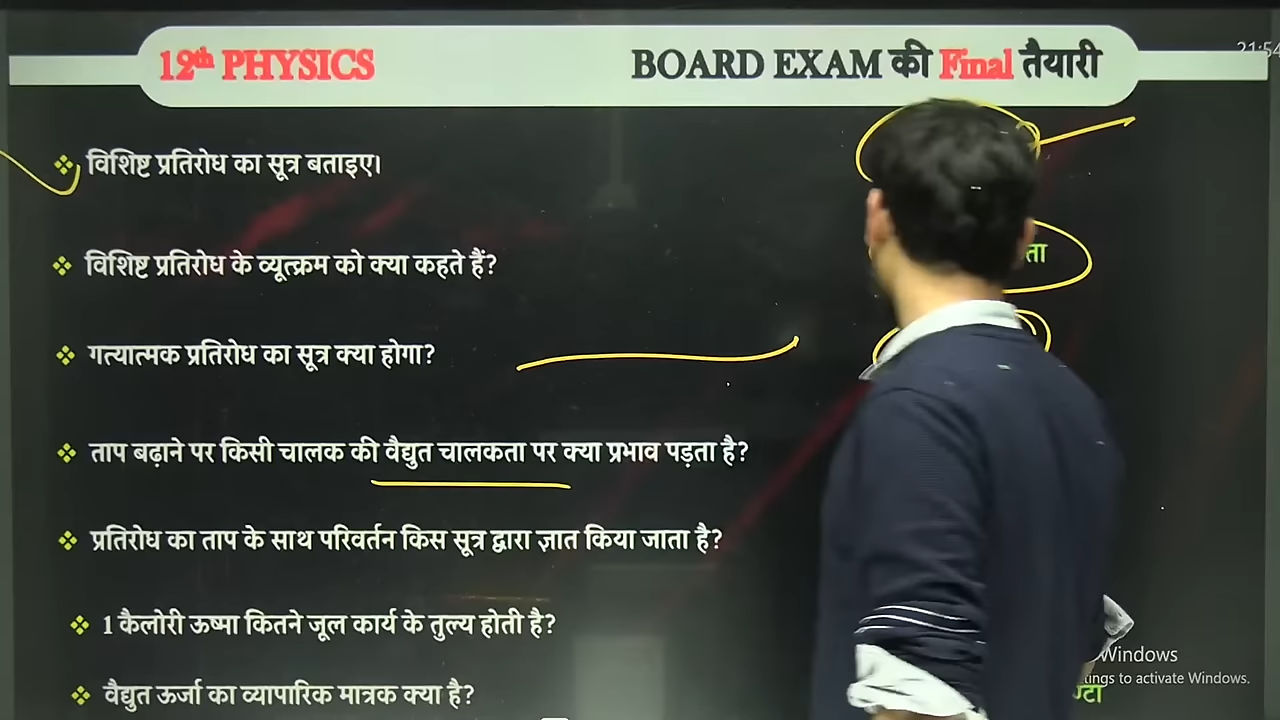 12th PHYSICS
BOARD EXAM की Final तैयारी
21:54
विशिष्ट प्रतिरोध का सूत्र बताइए।
विशिष्ट प्रतिरोध के व्यूत्क्रम को क्या कहते हैं?
ता
गत्यात्मक प्रतिरोध का सूत्र क्या होगा?
ताप बढ़ाने पर किसी चालक की वैद्युत चालकता पर क्या प्रभाव पड़ता है?
प्रतिरोध का ताप के साथ परिवर्तन किस सूत्र द्वारा ज्ञात किया जाता है?
1 कैलोरी ऊष्मा कितने जूल कार्य के तुल्य होती है?
Windows
to activate Windows.
वैद्युत ऊर्जा का व्यापारिक मात्रक क्या है?